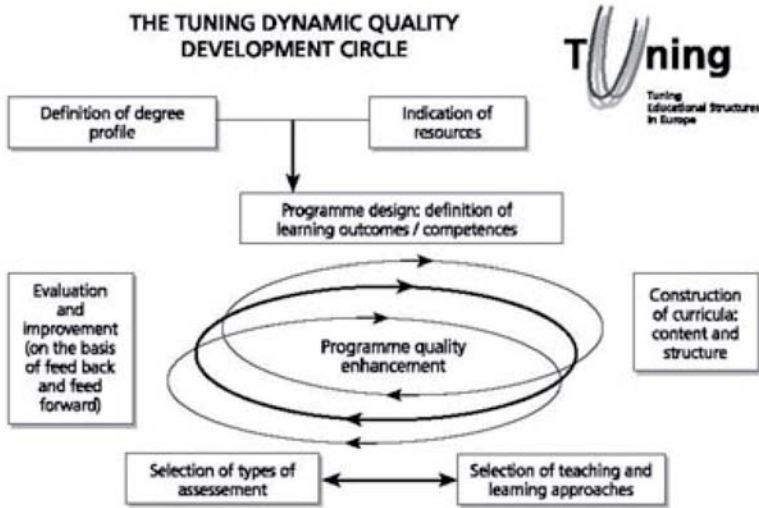 THE TUNING DYNAMIC QUALITY
DEVELOPMENT CIRCLE
Tuning
Tuning
Educational Structures
in Europe
Definition of degree
profile
Indication of
resources
Programme design: definition of
learning outcomes / competences
Evaluation
and
improvement
(on the basis
of feed back
and feed
forward)
Programme quality
enhancement
Construction
of curricula:
content and
structure
Selection of types of
assessment
Selection of teaching and
learning approaches